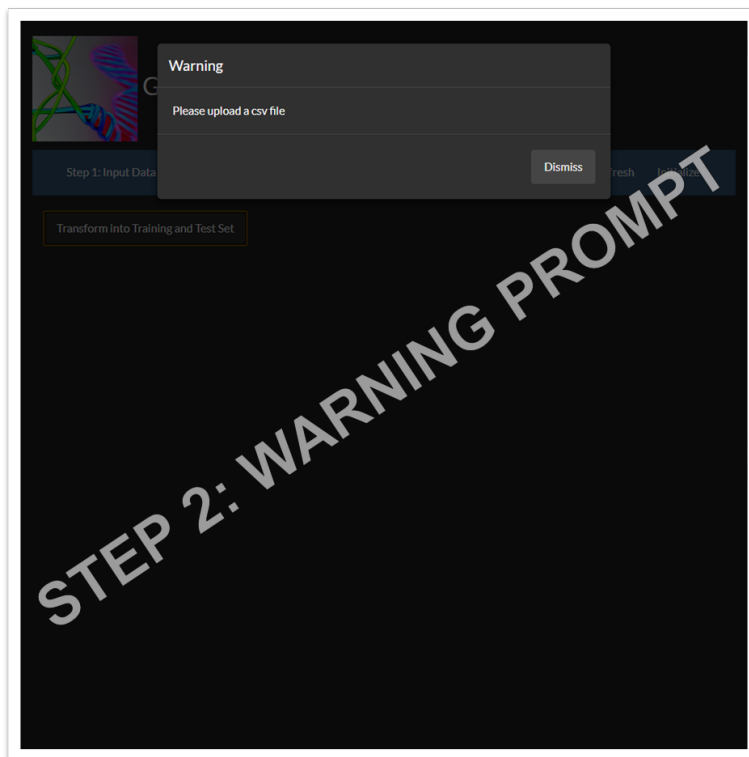 Warning
G
Please upload a csv file
Dismiss
Step 1: Input Data
Initialize
Transform into Training and Test Set
STEP 2: WARNING PROMPT